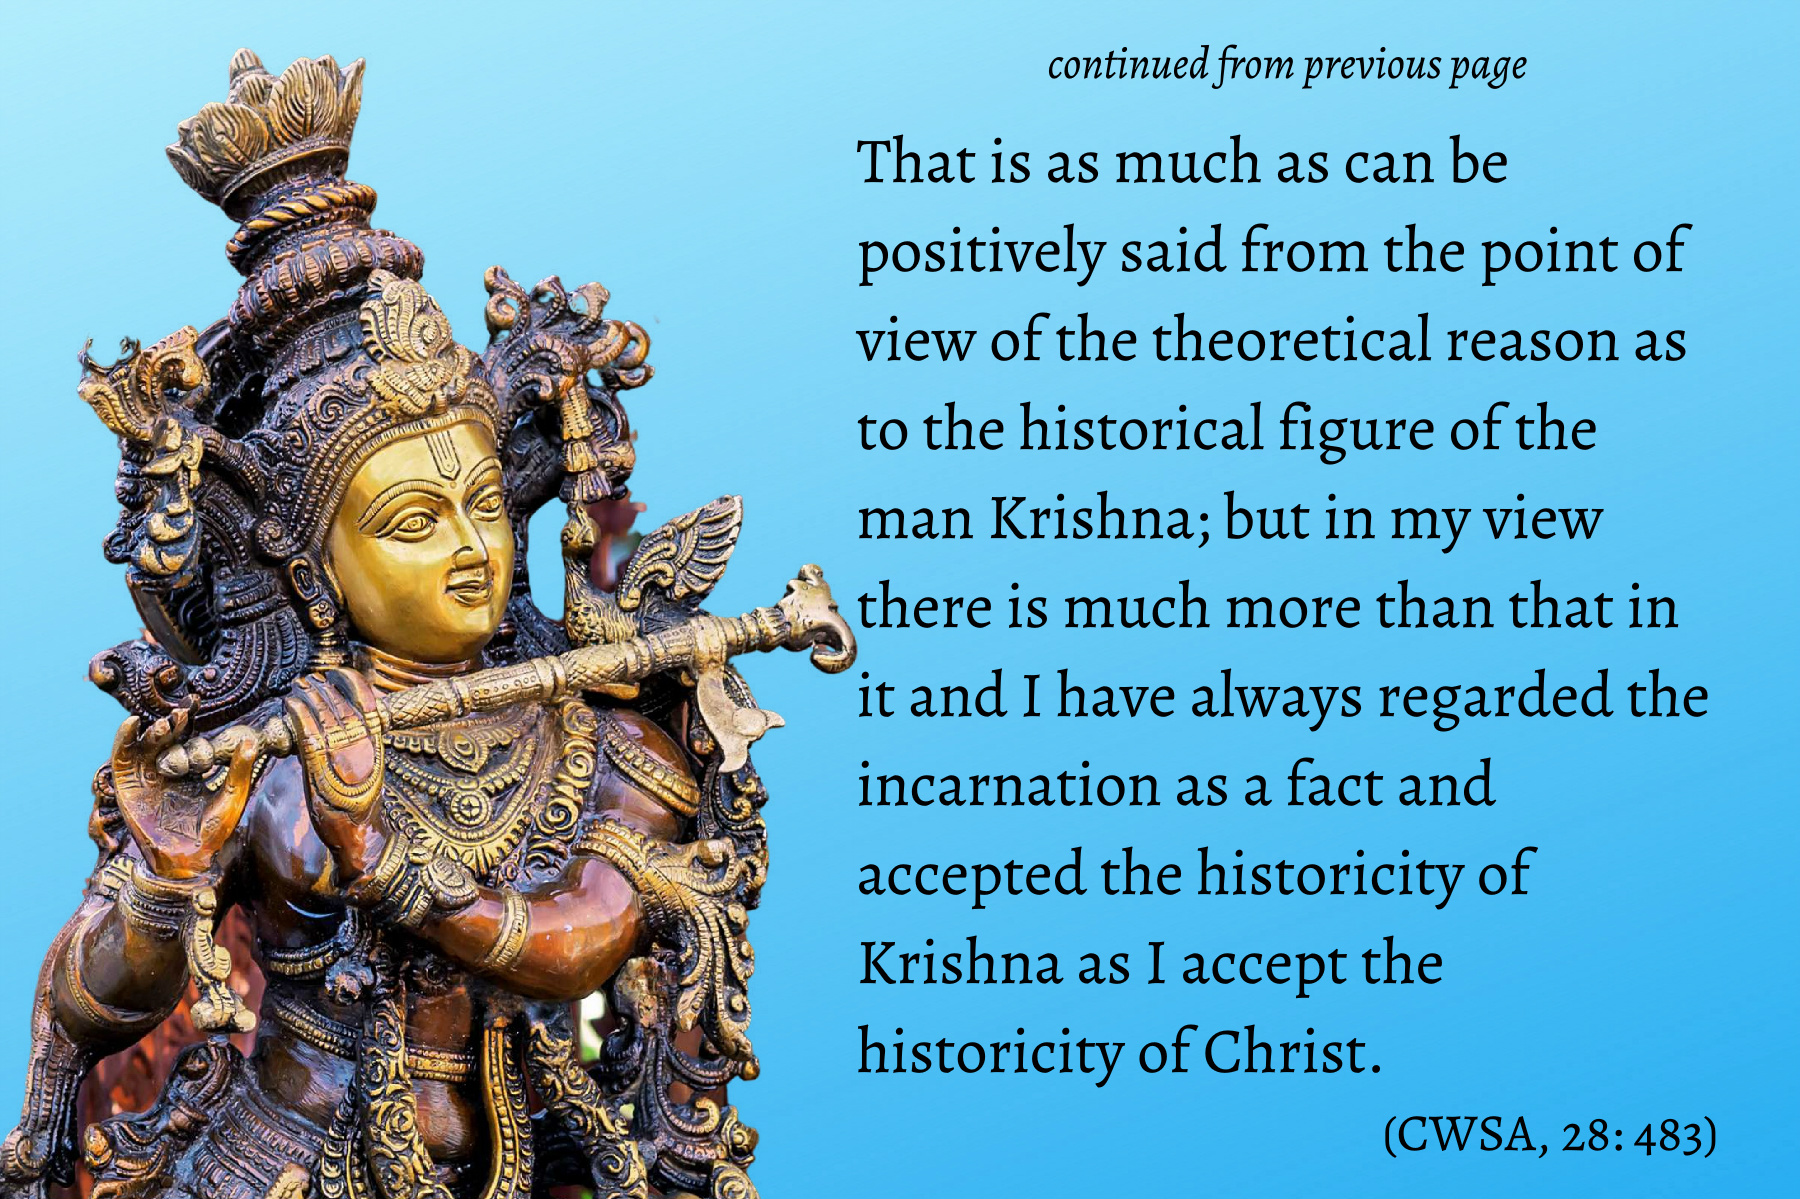 continued from previous page
That is as much as can be
positively said from the point of
view of the theoretical reason as
to the historical figure of the
man Krishna; but in my view
there is much more than that in
it and I have always regarded the
incarnation as a fact and
accepted the historicity of
Krishna as I accept the
historicity of Christ.
(CWSA, 28: 483)